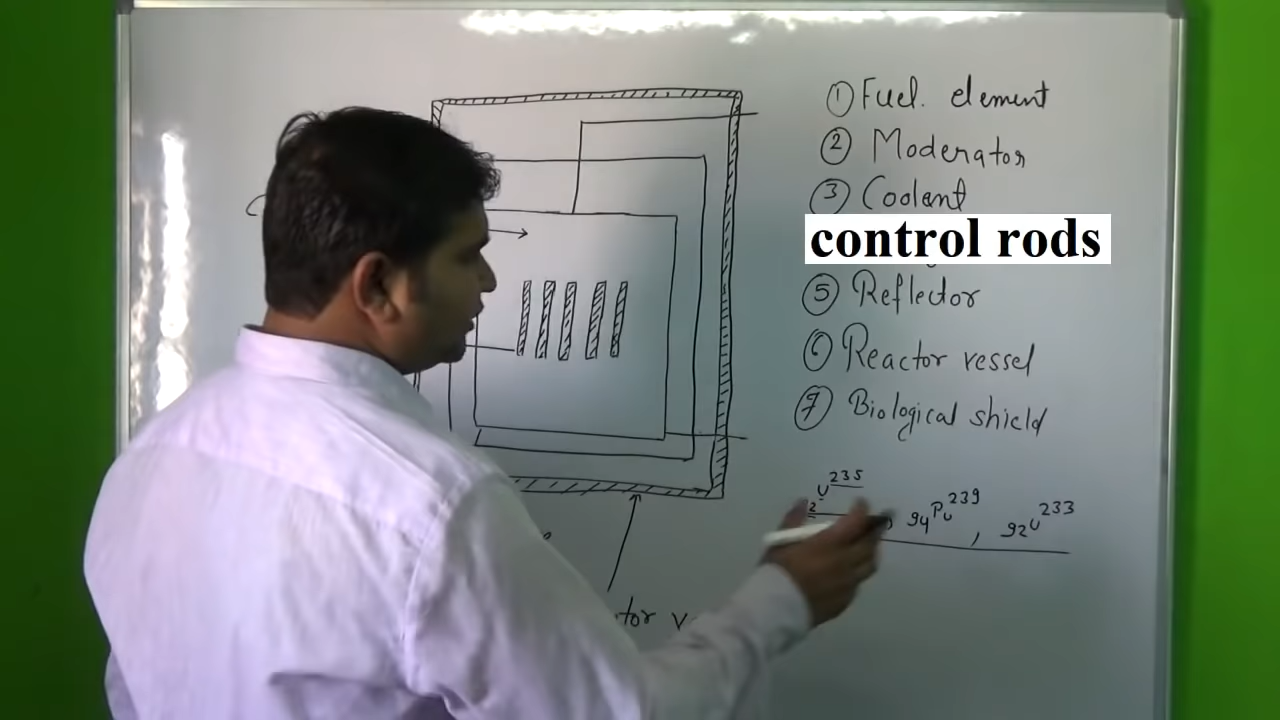 ① Fuel. element
② Moderator
③ Coolant
control rods
⑤ Reflector
⑥ Reactor vessel
⑦ Biological shield
U²³⁵, ₉₄Pu²³⁹, ₉₂U²³³